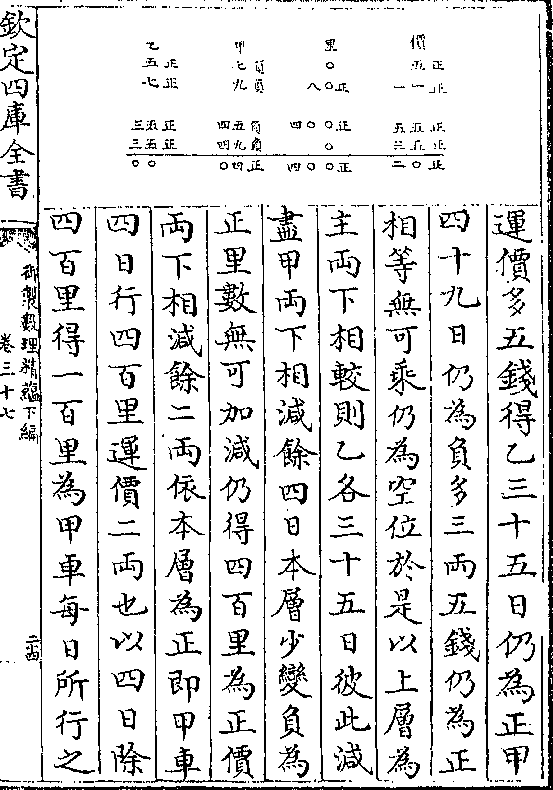 乙 甲 里 價
五正 七負 〇 五正
七正 九負 八〇正 一一正
三五正 四五負 四〇〇正 五五正
三五正 四九負 〇 三五正
〇〇 〇四正 四〇〇正 二〇正
運價多五錢得乙三十五日仍為正甲
四十九日仍為負多三兩五錢仍為正
相等無可乘仍為空位於是以上層為
主兩下相較則乙各三十五日彼此減
盡甲兩下相減餘四日本層少變負為
正里數無可加減仍得四百里為正價
兩下相減餘二兩依本層為正即甲車
四日行四百里運價二兩也以四日除
四百里得一百里為甲車每日所行之
欽定四庫全書
御製數理精蘊下編
卷三十七
二四